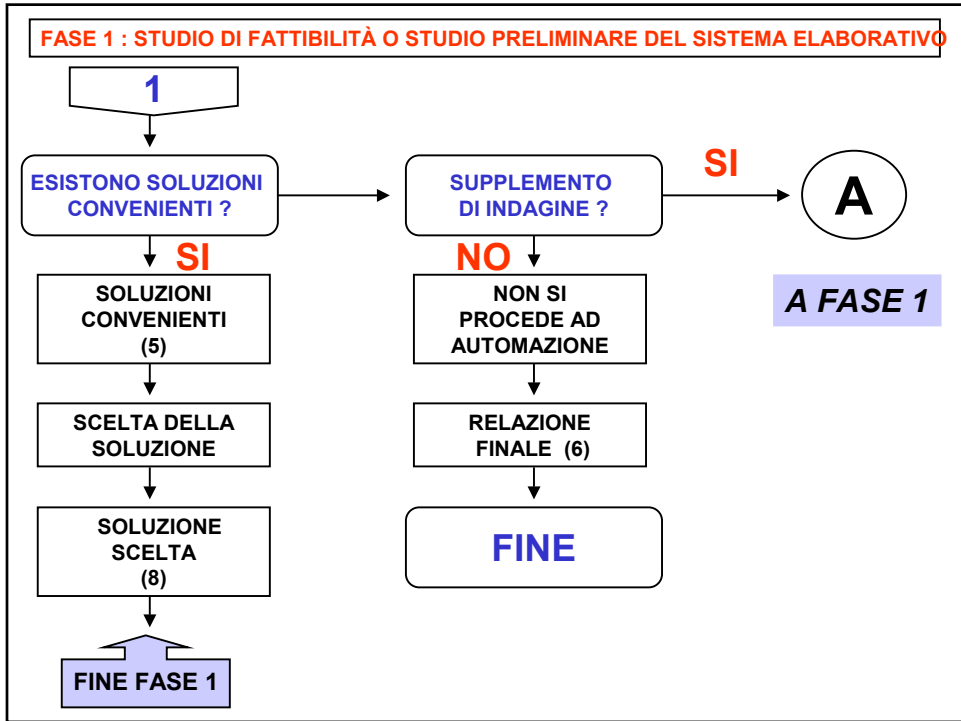 FASE 1 : STUDIO DI FATTIBILITÀ O STUDIO PRELIMINARE DEL SISTEMA ELABORATIVO
1
ESISTONO SOLUZIONI
CONVENIENTI ?
SUPPLEMENTO
DI INDAGINE ?
SI
A
SI
NO
SOLUZIONI
CONVENIENTI
(5)
NON SI
PROCEDE AD
AUTOMAZIONE
A FASE 1
SCELTA DELLA
SOLUZIONE
RELAZIONE
FINALE (6)
SOLUZIONE
SCELTA
(8)
FINE
FINE FASE 1